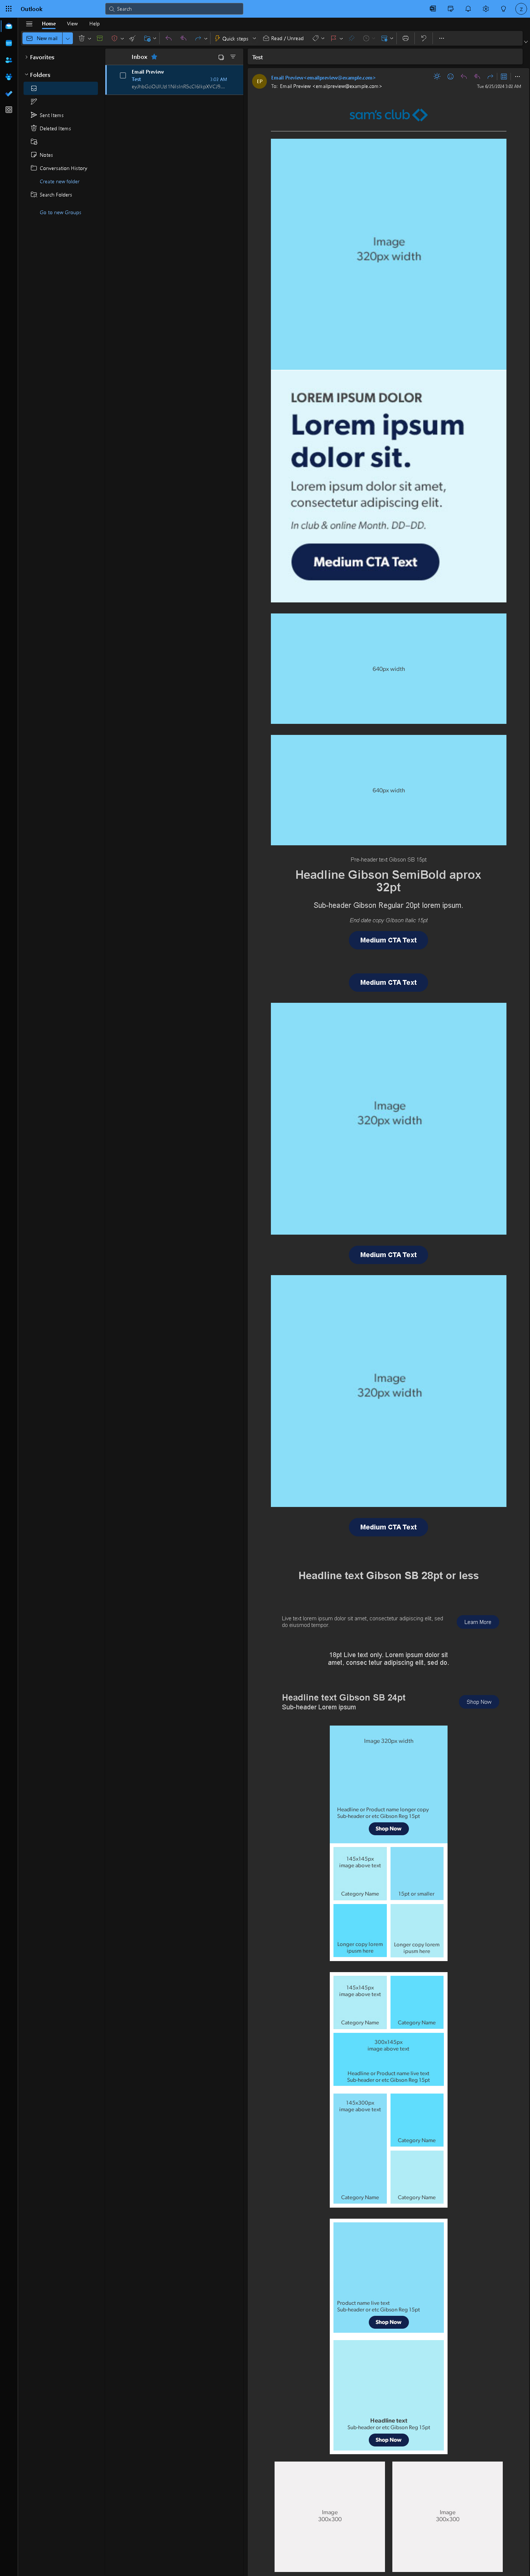 Outlook
Search
Home
View
Help
New mail
Quick steps
Read / Unread
Favorites
Folders
Sent Items
Deleted Items
Notes
Conversation History
Create new folder
Search Folders
Go to new Groups
Inbox
Email Preview
Test
5:03 AM
Test
EP
Email Preview<emailpreview@example.com>
To: Email Preview <emailpreview@example.com>
Tue 6/25/2024 5:03 AM
sam's club
Image
320px width
LOREM IPSUM DOLOR
Lorem ipsum
dolor sit.
Lorem ipsum dolor sit amet,
consectetur adipiscing elit.
In club & online Month. DD–DD.
Medium CTA Text
640px width
640px width
Pre-header text Gibson SB 15pt
Headline Gibson SemiBold aprox
32pt
Sub-header Gibson Regular 20pt lorem ipsum.
End date copy Gibson Italic 15pt
Medium CTA Text
Medium CTA Text
Image
320px width
Medium CTA Text
Image
320px width
Medium CTA Text
Headline text Gibson SB 28pt or less
Live text lorem ipsum dolor sit amet, consectetur adipiscing elit, sed
do eiusmod tempor.
Learn More
18pt Live text only. Lorem ipsum dolor sit
amet, consec tetur adipiscing elit, sed do.
Headline text Gibson SB 24pt
Sub-header Lorem ipsum
Shop Now
Image 320px width
Headline or Product name longer copy
Sub-header or etc Gibson Reg 15pt
Shop Now
145x145px
image above text
Category Name
15pt or smaller
Longer copy lorem
ipusm here
Longer copy lorem
ipusm here
145x145px
image above text
Category Name
Category Name
300x145px
image above text
Headline or Product name live text
Sub-header or etc Gibson Reg 15pt
145x300px
image above text
Category Name
Category Name
Category Name
Product name live text
Sub-header or etc Gibson Reg 15pt
Shop Now
Headline text
Sub-header or etc Gibson Reg 15pt
Shop Now
Image
300x300
Image
300x300